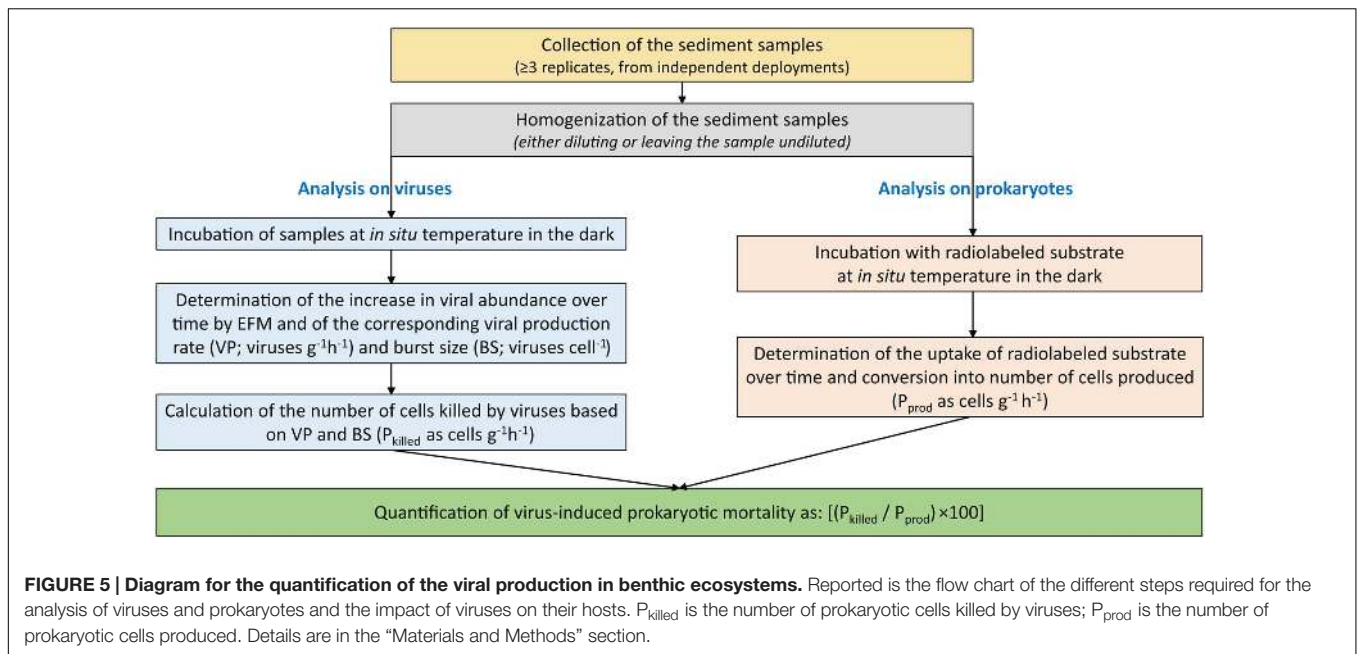 Collection of the sediment samples
(≥3 replicates, from independent deployments)
Homogenization of the sediment samples
(either diluting or leaving the sample undiluted)
Analysis on viruses
Incubation of samples at in situ temperature in the dark
Determination of the increase in viral abundance over
time by EFM and of the corresponding viral production
rate (VP; viruses g⁻¹h⁻¹) and burst size (BS; viruses cell⁻¹)
Calculation of the number of cells killed by viruses based
on VP and BS (Pkilled as cells g⁻¹h⁻¹)
Analysis on prokaryotes
Incubation with radiolabeled substrate
at in situ temperature in the dark
Determination of the uptake of radiolabeled substrate
over time and conversion into number of cells produced
(Pprod as cells g⁻¹ h⁻¹)
Quantification of virus-induced prokaryotic mortality as: [(Pkilled / Pprod) ×100]
FIGURE 5 | Diagram for the quantification of the viral production in benthic ecosystems. Reported is the flow chart of the different steps required for the
analysis of viruses and prokaryotes and the impact of viruses on their hosts. Pkilled is the number of prokaryotic cells killed by viruses; Pprod is the number of
prokaryotic cells produced. Details are in the “Materials and Methods” section.